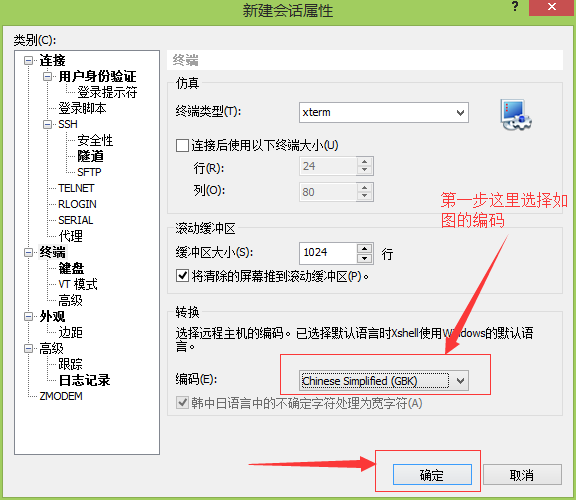 新建会话属性
?
类别(C):
连接
用户身份验证
登录提示符
登录脚本
SSH
安全性
隧道
SFTP
TELNET
RLOGIN
SERIAL
代理
终端
键盘
VT 模式
高级
外观
边距
高级
跟踪
日志记录
ZMODEM
终端
仿真
终端类型(T):
xterm
连接后使用以下终端大小(U)
行(R):
24
列(O):
80
第一步这里选择如
图的编码
滚动缓冲区
缓冲区大小(S):
1024
行
将清除的屏幕推到滚动缓冲区(P)。
转换
选择远程主机的编码。已选择默认语言时Xshell使用Windows的默认语
言。
编码(E):
Chinese Simplified (GBK)
韩中日语言中的不确定字符处理为宽字符(A)
确定
取消